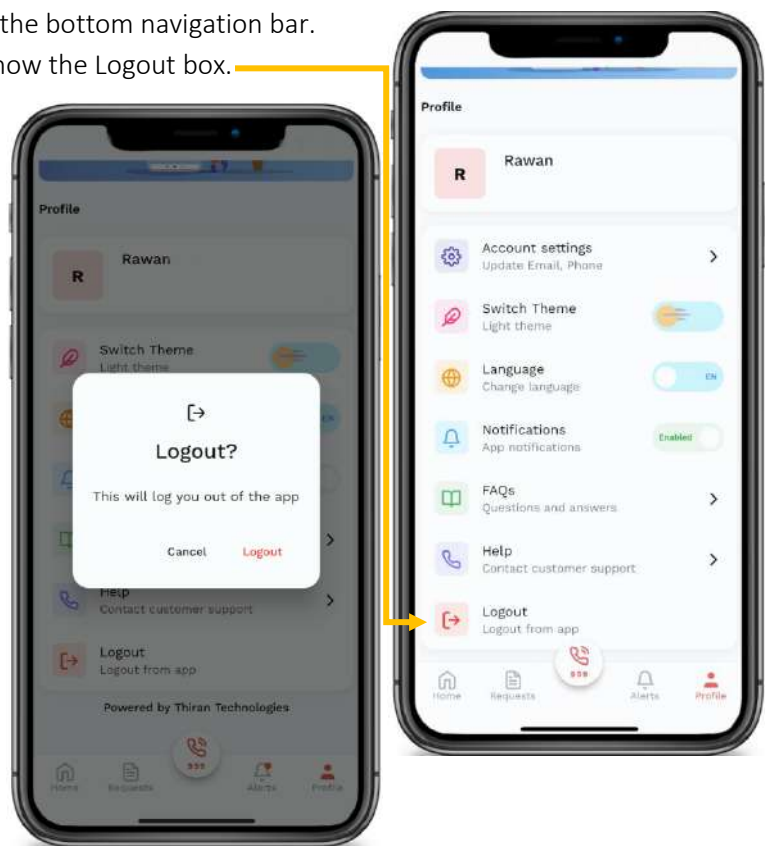 the bottom navigation bar.
how the Logout box.
Profile
R
Rawan
Switch Theme
Light theme
Logout?
This will log you out of the app
Cancel Logout
Help
Contact customer support
Logout
Logout from app
Powered by Thiran Technologies
999
Home Requests Alerts Profile
Profile
R
Rawan
Account settings
Update Email, Phone
Switch Theme
Light theme
Language
Change language
EN
Notifications
App notifications
Enabled
FAQs
Questions and answers
Help
Contact customer support
Logout
Logout from app
999
Home Requests Alerts Profile